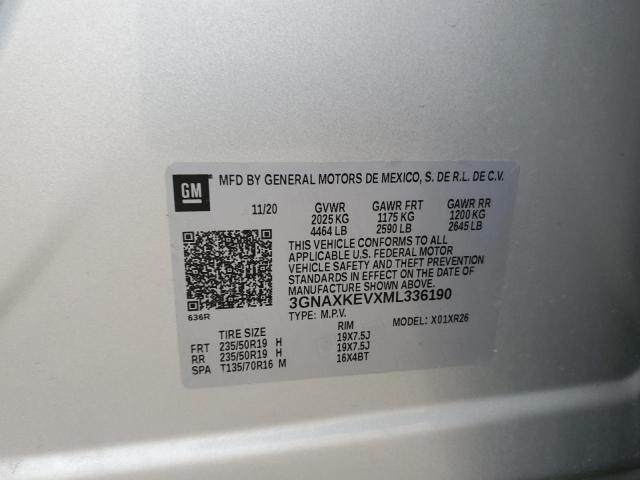 GM MFD BY GENERAL MOTORS DE MEXICO, S. DE R.L. DE C.V.
11/20 GVWR GAWR FRT GAWR RR
2025 KG 1175 KG 1200 KG
4464 LB 2590 LB 2645 LB
THIS VEHICLE CONFORMS TO ALL
APPLICABLE U.S. FEDERAL MOTOR
VEHICLE SAFETY AND THEFT PREVENTION
STANDARDS IN EFFECT ON THE DATE OF
MANUFACTURE SHOWN ABOVE.
3GNAXKEVXML336190
636R
TYPE: M.P.V. MODEL: X01XR26
TIRE SIZE RIM
FRT 235/50R19 H 19X7.5J
RR 235/50R19 H 19X7.5J
SPA T135/70R16 M 16X4BT